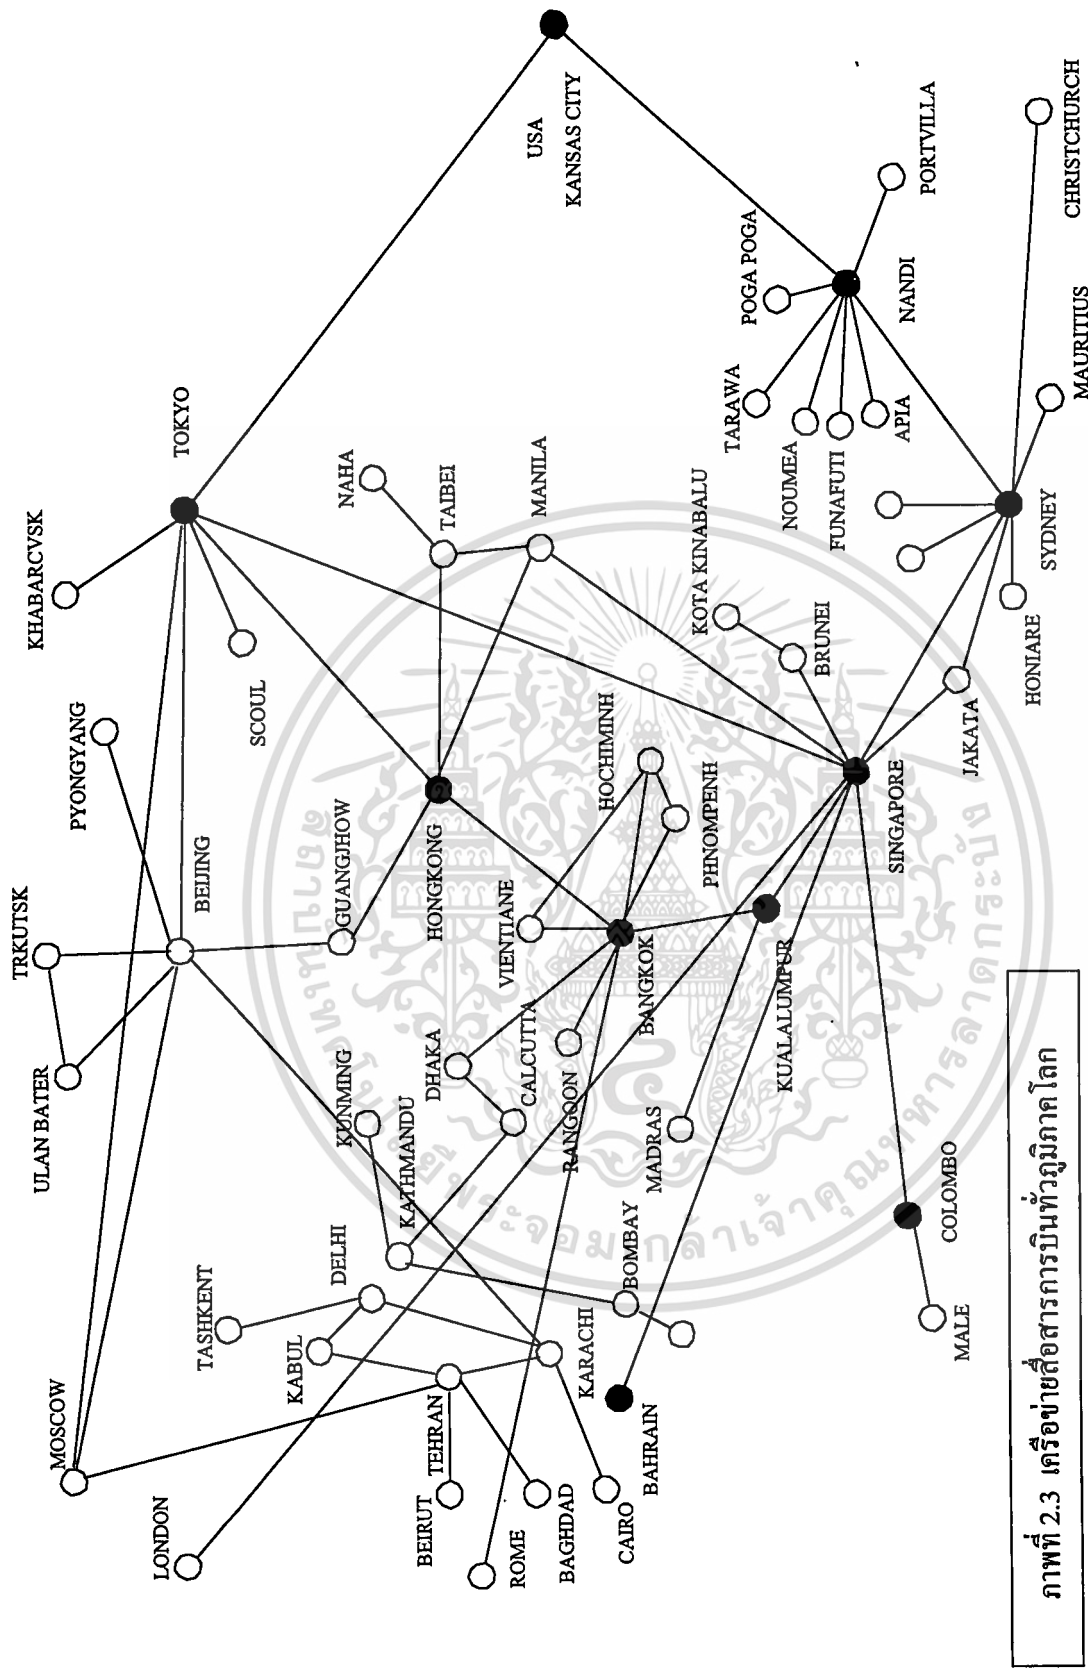 USA
KANSAS CITY
TOKYO
KHABARCVSK
SCOUL
PYONGYANG
BEIJING
TRKUTSK
ULAN BATER
MOSCOW
LONDON
NAHA
TAIBEI
MANILA
GUANGJHOW
HONGKONG
KOTA KINABALU
BRUNEI
HOCHIMINH
PHNOMPENH
VIENTIANE
BANGKOK
DHAKA
CALCUTTA
RANGOON
KUNMING
KATHMANDU
DELHI
TASHKENT
KABUL
TEHRAN
BEIRUT
ROME
BAGHDAD
CAIRO
KARACHI
BAHRAIN
BOMBAY
MADRAS
KUALALUMPUR
SINGAPORE
JAKATA
COLOMBO
MALE
POGA POGA
PORTVILLA
NANDI
TARAWA
NOUMEA
FUNAFUTI
APIA
SYDNEY
HONIARE
MAURITIUS
CHRISTCHURCH
ภาพที่ 2.3 เครือข่ายสื่อสารการบินทั่วภูมิภาคโลก